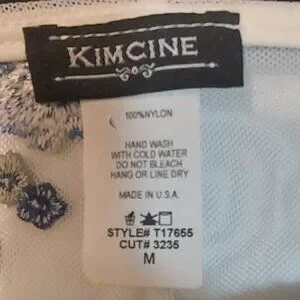 KIMCINE
100%NYLON
HAND WASH
WITH COLD WATER
DO NOT BLEACH
HANG OR LINE DRY
MADE IN U.S.A.
STYLE# T17655
CUT# 3235
M